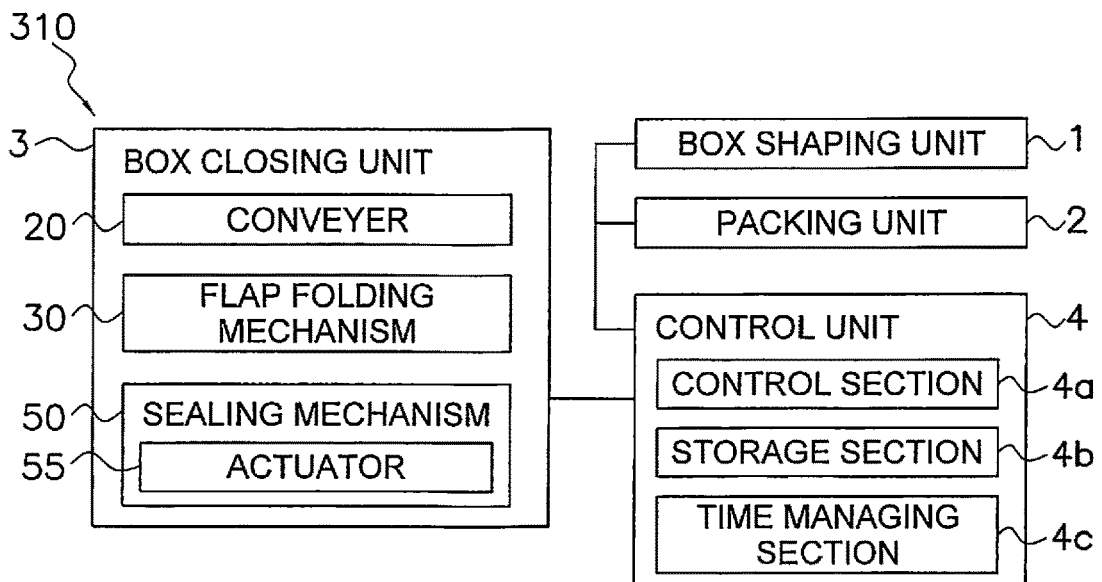 310
3
BOX CLOSING UNIT
20
CONVEYER
30
FLAP FOLDING
MECHANISM
50
SEALING MECHANISM
55
ACTUATOR
BOX SHAPING UNIT
1
PACKING UNIT
2
CONTROL UNIT
4
CONTROL SECTION
4a
STORAGE SECTION
4b
TIME MANAGING
SECTION
4c